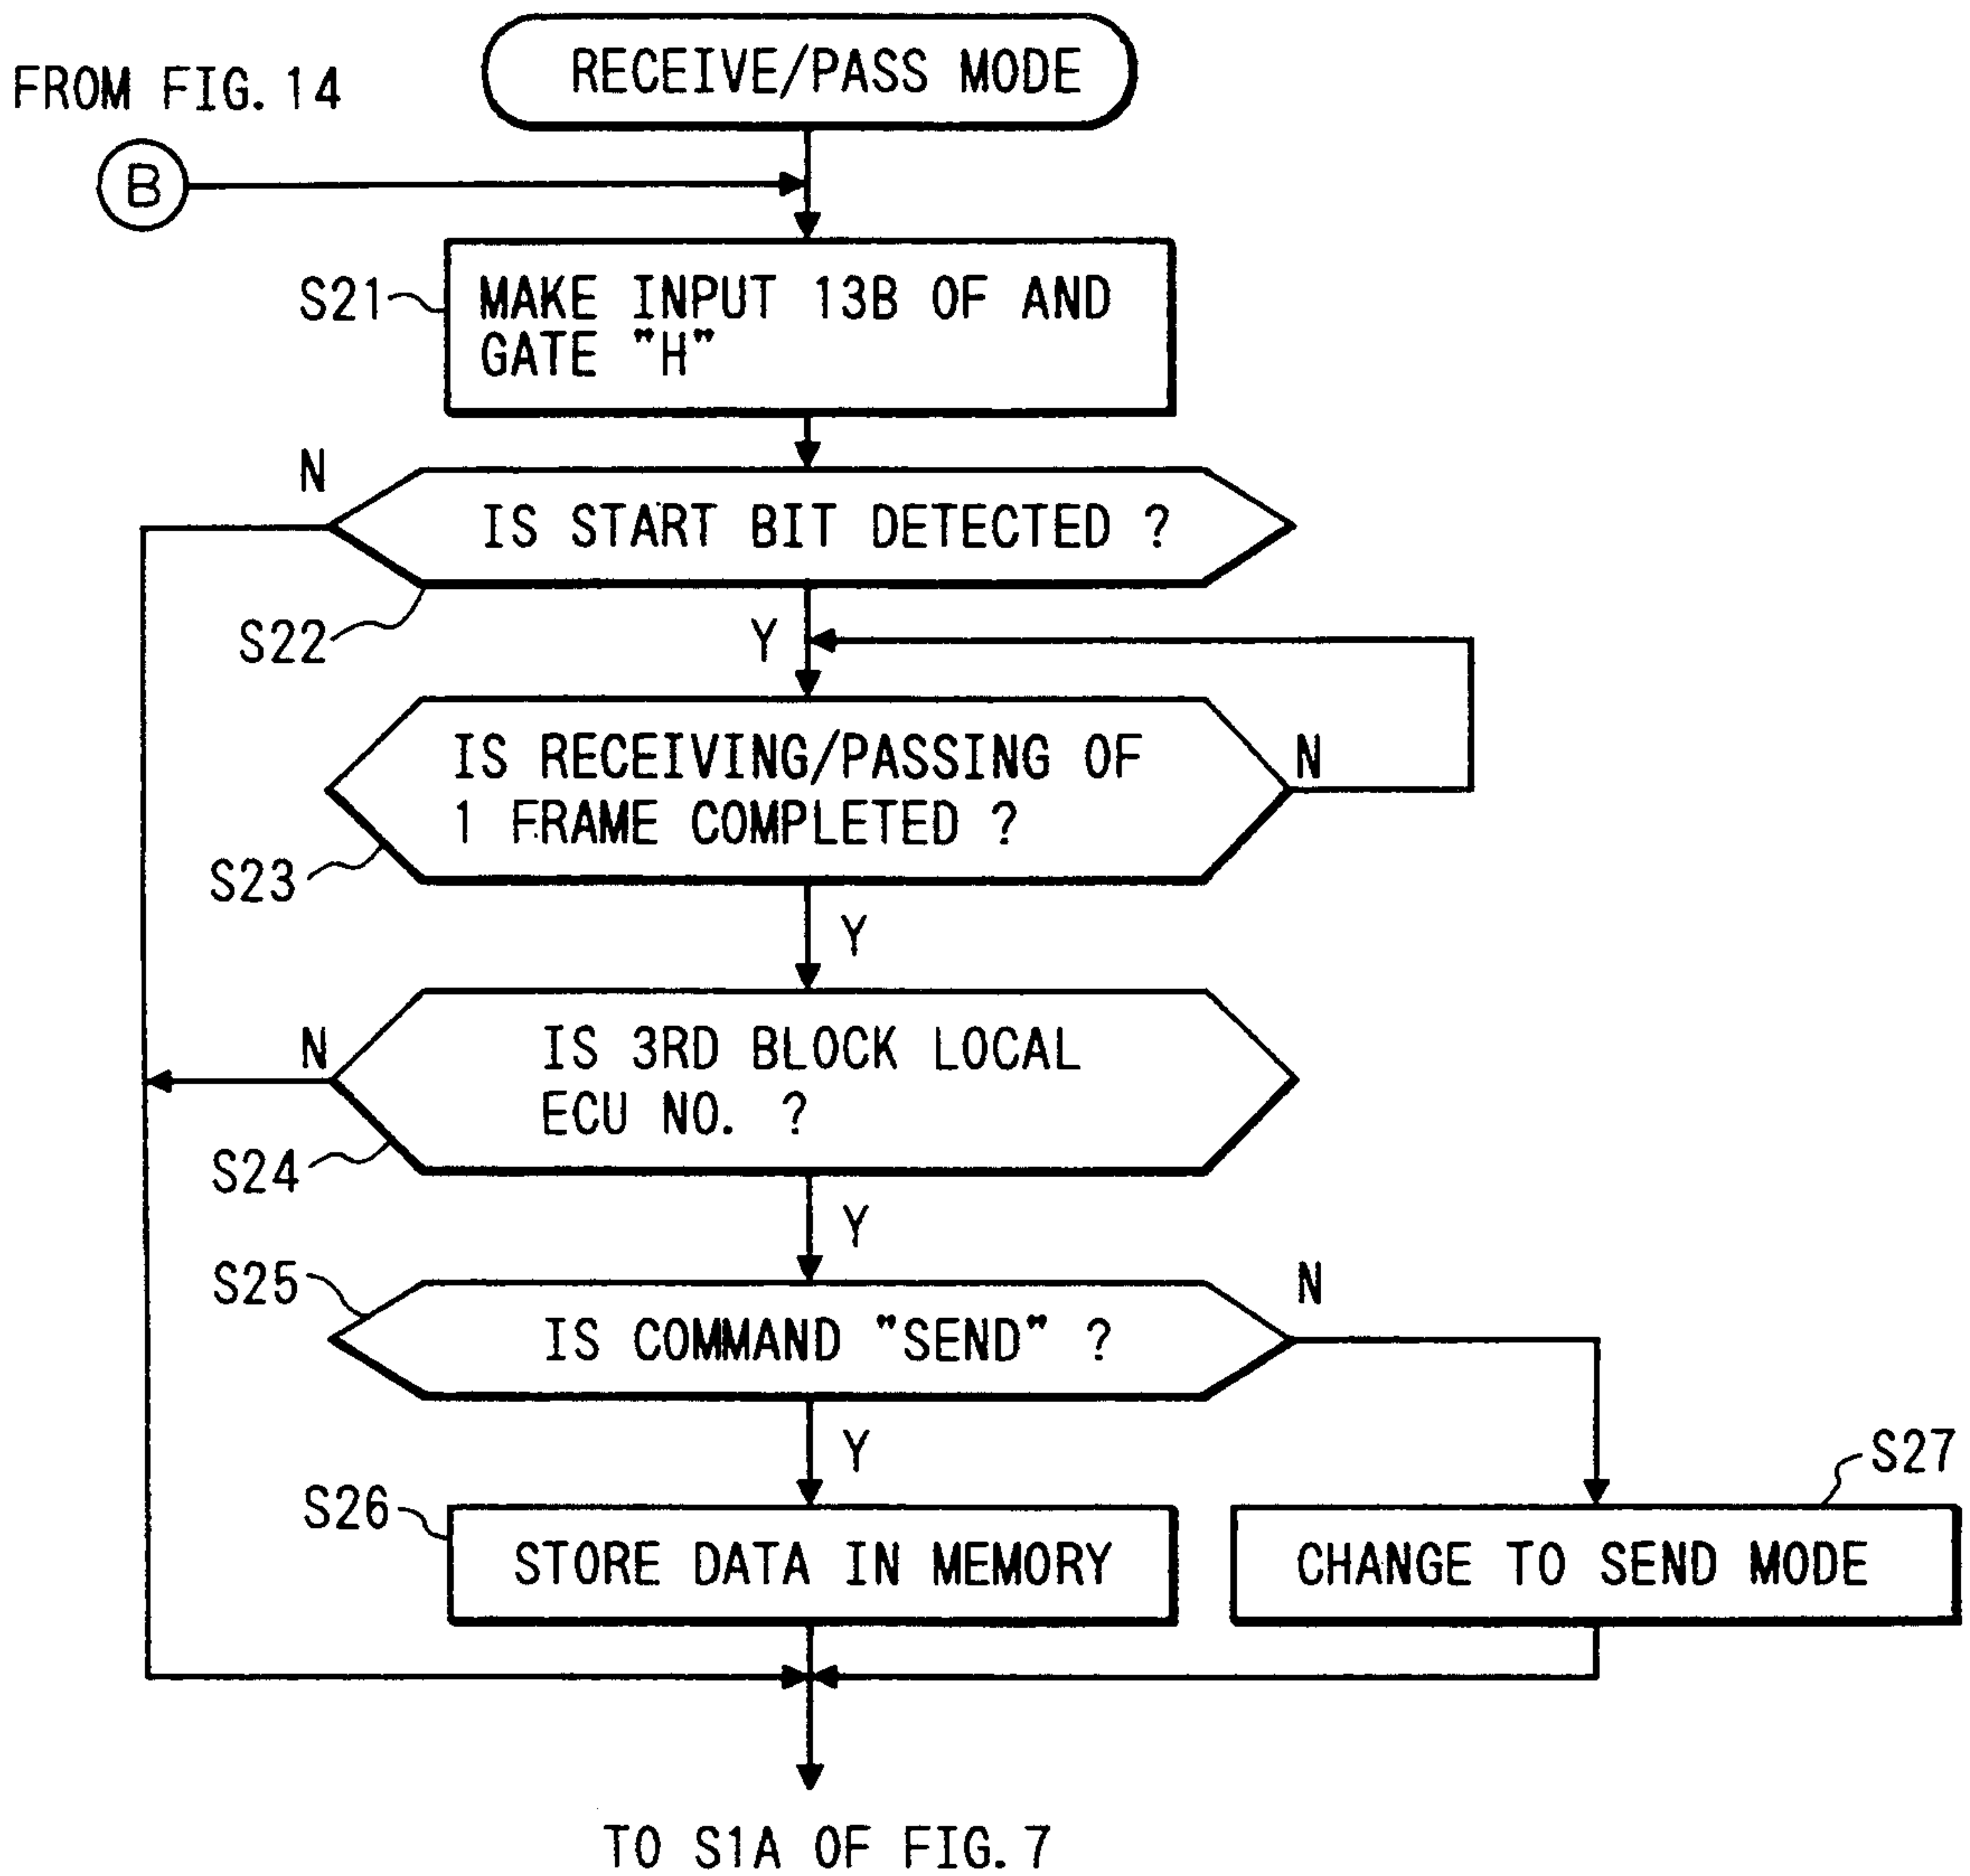 RECEIVE/PASS MODE
FROM FIG. 14
B
S21
MAKE INPUT 13B OF AND
GATE "H"
N
IS START BIT DETECTED ?
S22
Y
IS RECEIVING/PASSING OF
1 FRAME COMPLETED ?
N
S23
Y
N
IS 3RD BLOCK LOCAL
ECU NO. ?
S24
Y
S25
N
IS COMMAND "SEND" ?
Y
S27
S26
STORE DATA IN MEMORY
CHANGE TO SEND MODE
TO S1A OF FIG. 7